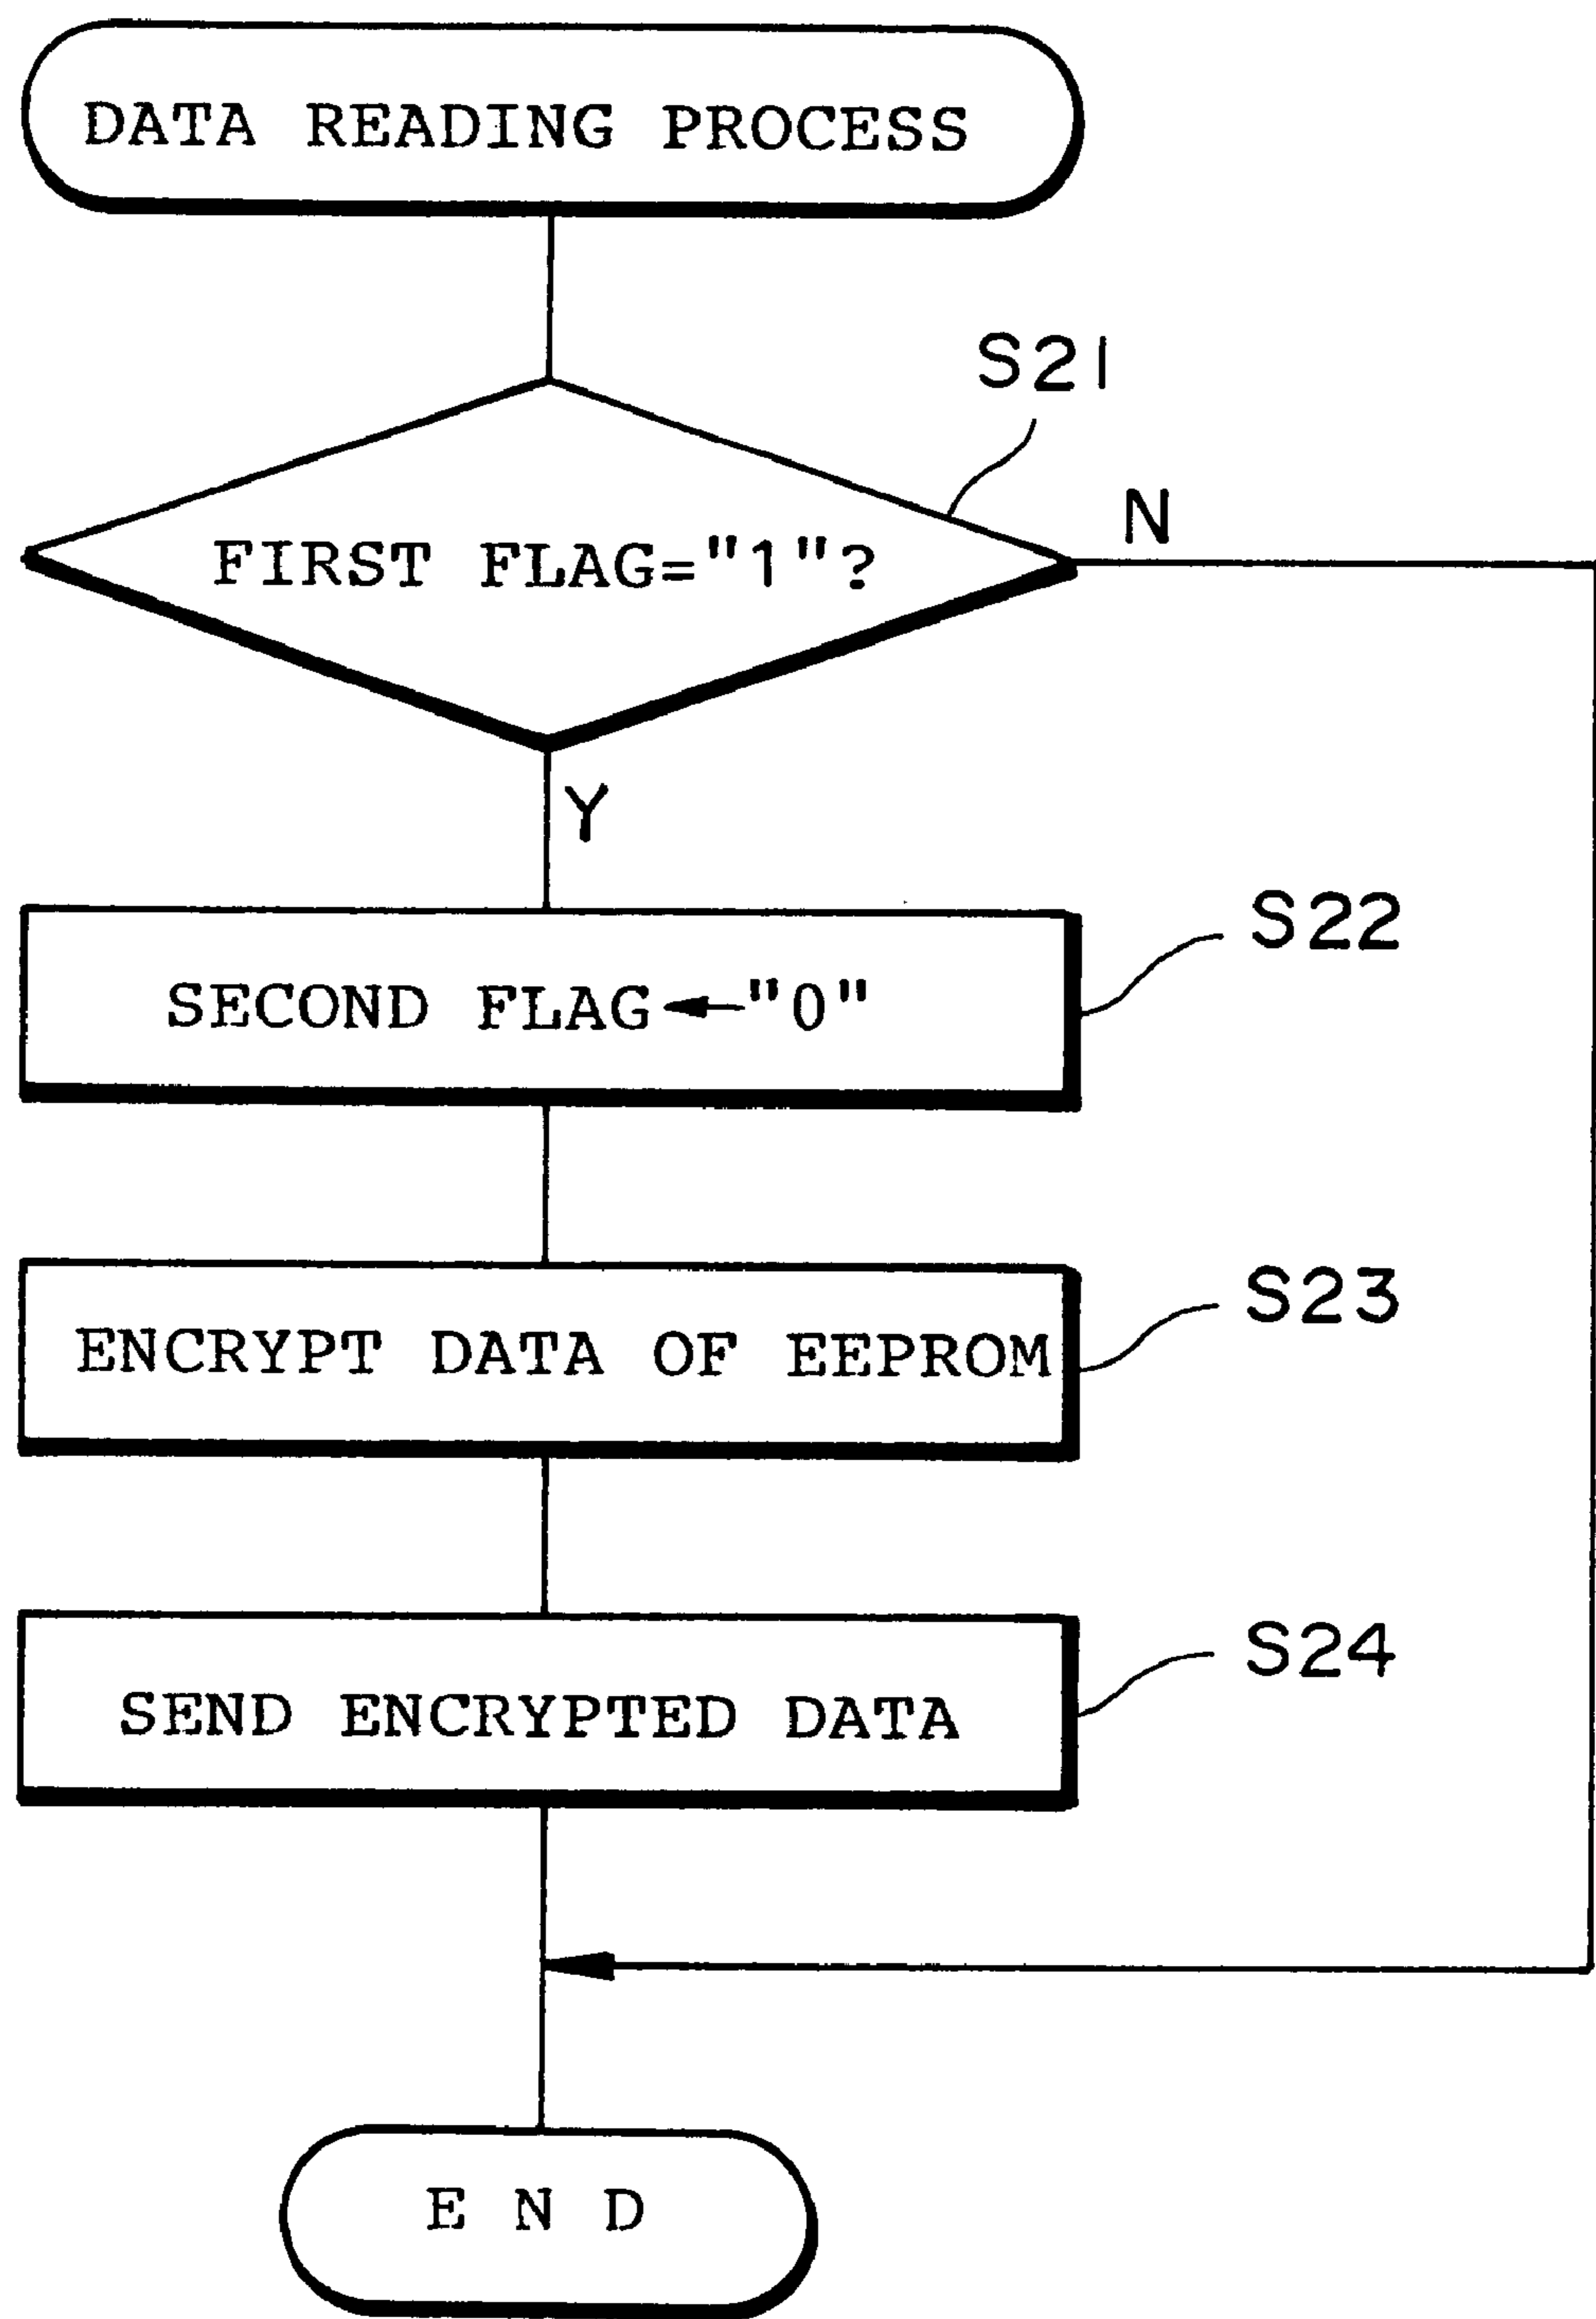 DATA READING PROCESS
S21
FIRST FLAG="1"?
N
Y
S22
SECOND FLAG←"0"
S23
ENCRYPT DATA OF EEPROM
S24
SEND ENCRYPTED DATA
E N D